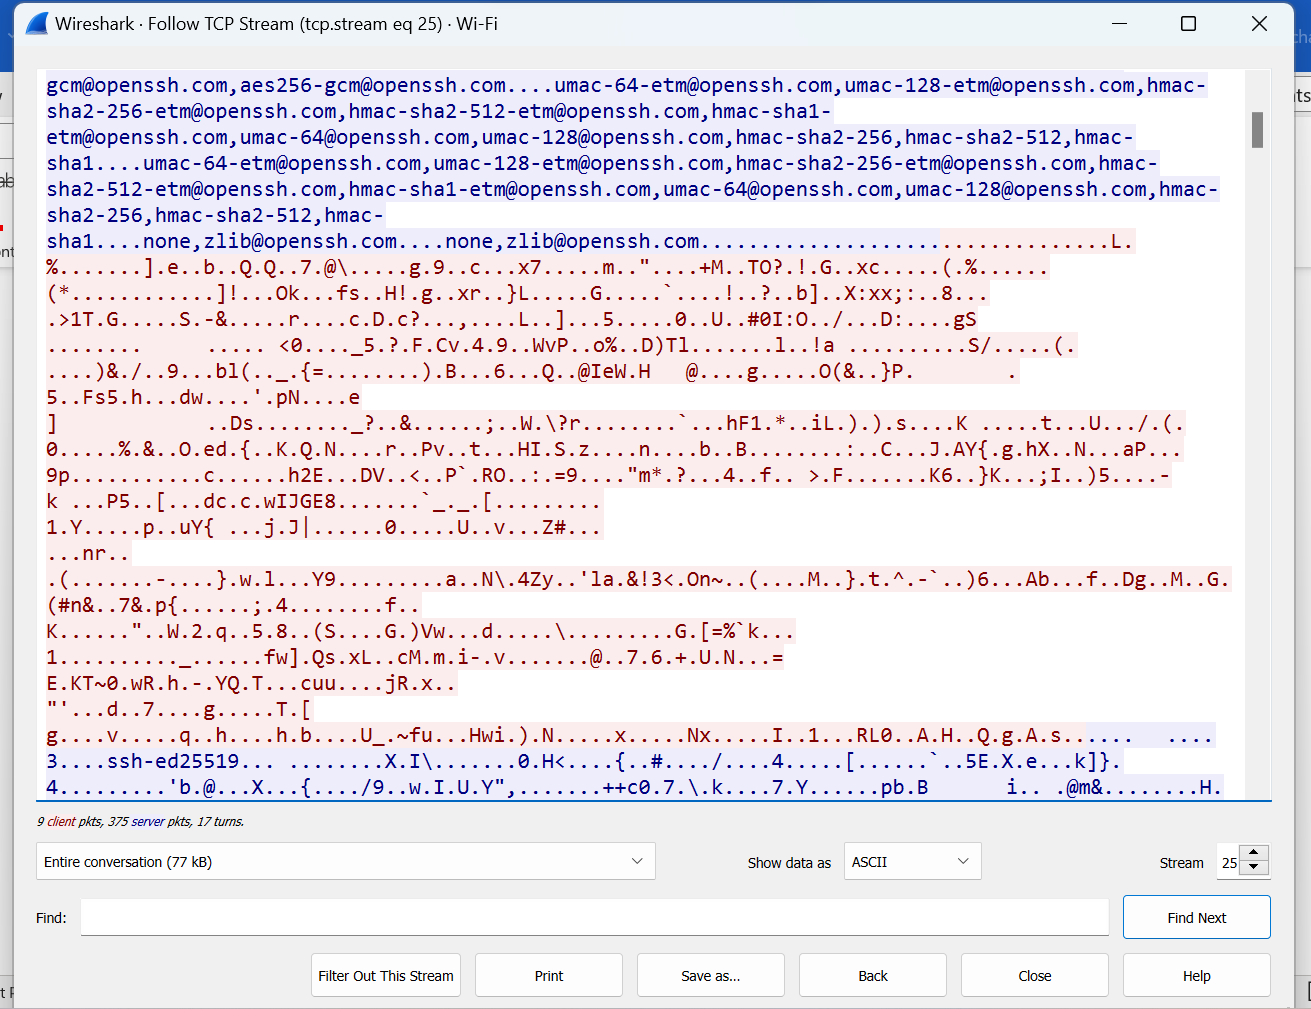 Wireshark · Follow TCP Stream (tcp.stream eq 25) · Wi-Fi
gcm@openssh.com,aes256-gcm@openssh.com....umac-64-etm@openssh.com,umac-128-etm@openssh.com,hmac-
sha2-256-etm@openssh.com,hmac-sha2-512-etm@openssh.com,hmac-sha1-
etm@openssh.com,umac-64@openssh.com,umac-128@openssh.com,hmac-sha2-256,hmac-sha2-512,hmac-
sha1....umac-64-etm@openssh.com,umac-128-etm@openssh.com,hmac-sha2-256-etm@openssh.com,hmac-
sha2-512-etm@openssh.com,hmac-sha1-etm@openssh.com,umac-64@openssh.com,umac-128@openssh.com,hmac-
sha2-256,hmac-sha2-512,hmac-
sha1....none,zlib@openssh.com....none,zlib@openssh.com..................................L.
%.......].e..b..Q.Q..7.@\.....g.9..c...x7.....m.."....+M..TO?.!.G..xc.....(.%......
(*............]!...Ok...fs..H!.g..xr..}L.....G.....`....!..?..b]..X:xx;:..8...
.>1T.G.....S.-&.....r....c.D.c?...,....L..]...5.....0..U..#0I:O../...D:....gS
........      ..... <0...._5.?.F.Cv.4.9..WvP..o%..D)Tl.......l..!a ..........S/.....(.
....)&./..9...bl(.._.{=........).B...6...Q..@IeW.H   @....g.....O(&..}P.        .
5..Fs5.h...dw....'.pN....e
]             ..Ds........_?..&......;..W.\?r........`...hF1.*..iL.).).s....K .....t...U.../.(.
0.....%.&..O.ed.{..K.Q.N....r..Pv..t...HI.S.z....n....b..B........:..C...J.AY{.g.hX..N...aP...
9p...........c......h2E...DV..<..P`.RO..:.=9...."m*.?...4..f.. >.F.......K6..}K...;I..)5....-
k ...P5..[...dc.c.wIJGE8.......`_._.[.........
1.Y.....p..uY{ ...j.J|......0.....U..v...Z#...
...nr..
.(.......-....}.w.l...Y9.........a..N\.4Zy..'la.&!3<.On~..(....M..}.t.^.-`..)6...Ab...f..Dg..M..G.
(#n&..7&.p{......;.4........f..
K......"..W.2.q..5.8..(S....G.)Vw...d.....\.........G.[=%`k...
1.........._......fw].Qs.xL..cM.m.i-.v.......@..7.6.+.U.N...=
E.KT~0.wR.h.-.YQ.T...cuu....jR.x..
"'...d..7....g.....T.[
g....v.....q..h....h.b....U_.~fu...Hwi.).N.....x.....Nx.....I..1...RL0..A.H..Q.g.A.s......   ....
3....ssh-ed25519... ........X.I\.......0.H<....{..#..../....4.....[......`..5E.X.e...k]}.
4.........'b.@...X...{..../9..w.I.U.Y",.......++c0.7.\.k....7.Y......pb.B      i.. .@m&........H.
9 client pkts, 375 server pkts, 17 turns.
Entire conversation (77 kB)
Show data as
ASCII
Stream
25
Find:
Find Next
Filter Out This Stream
Print
Save as...
Back
Close
Help